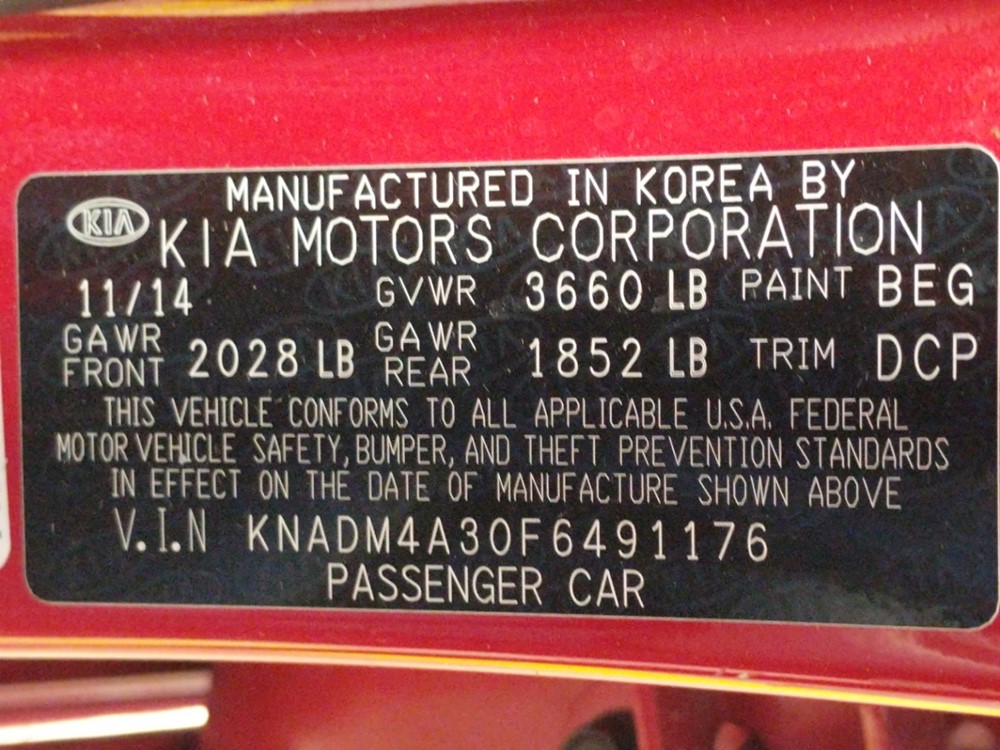 MANUFACTURED IN KOREA BY
KIA KIA MOTORS CORPORATION
11/14 GVWR 3660 LB PAINT BEG
GAWR FRONT 2028 LB GAWR REAR 1852 LB TRIM DCP
THIS VEHICLE CONFORMS TO ALL APPLICABLE U.S.A. FEDERAL
MOTOR VEHICLE SAFETY, BUMPER, AND THEFT PREVENTION STANDARDS
IN EFFECT ON THE DATE OF MANUFACTURE SHOWN ABOVE
V.I.N KNADM4A30F6491176
PASSENGER CAR